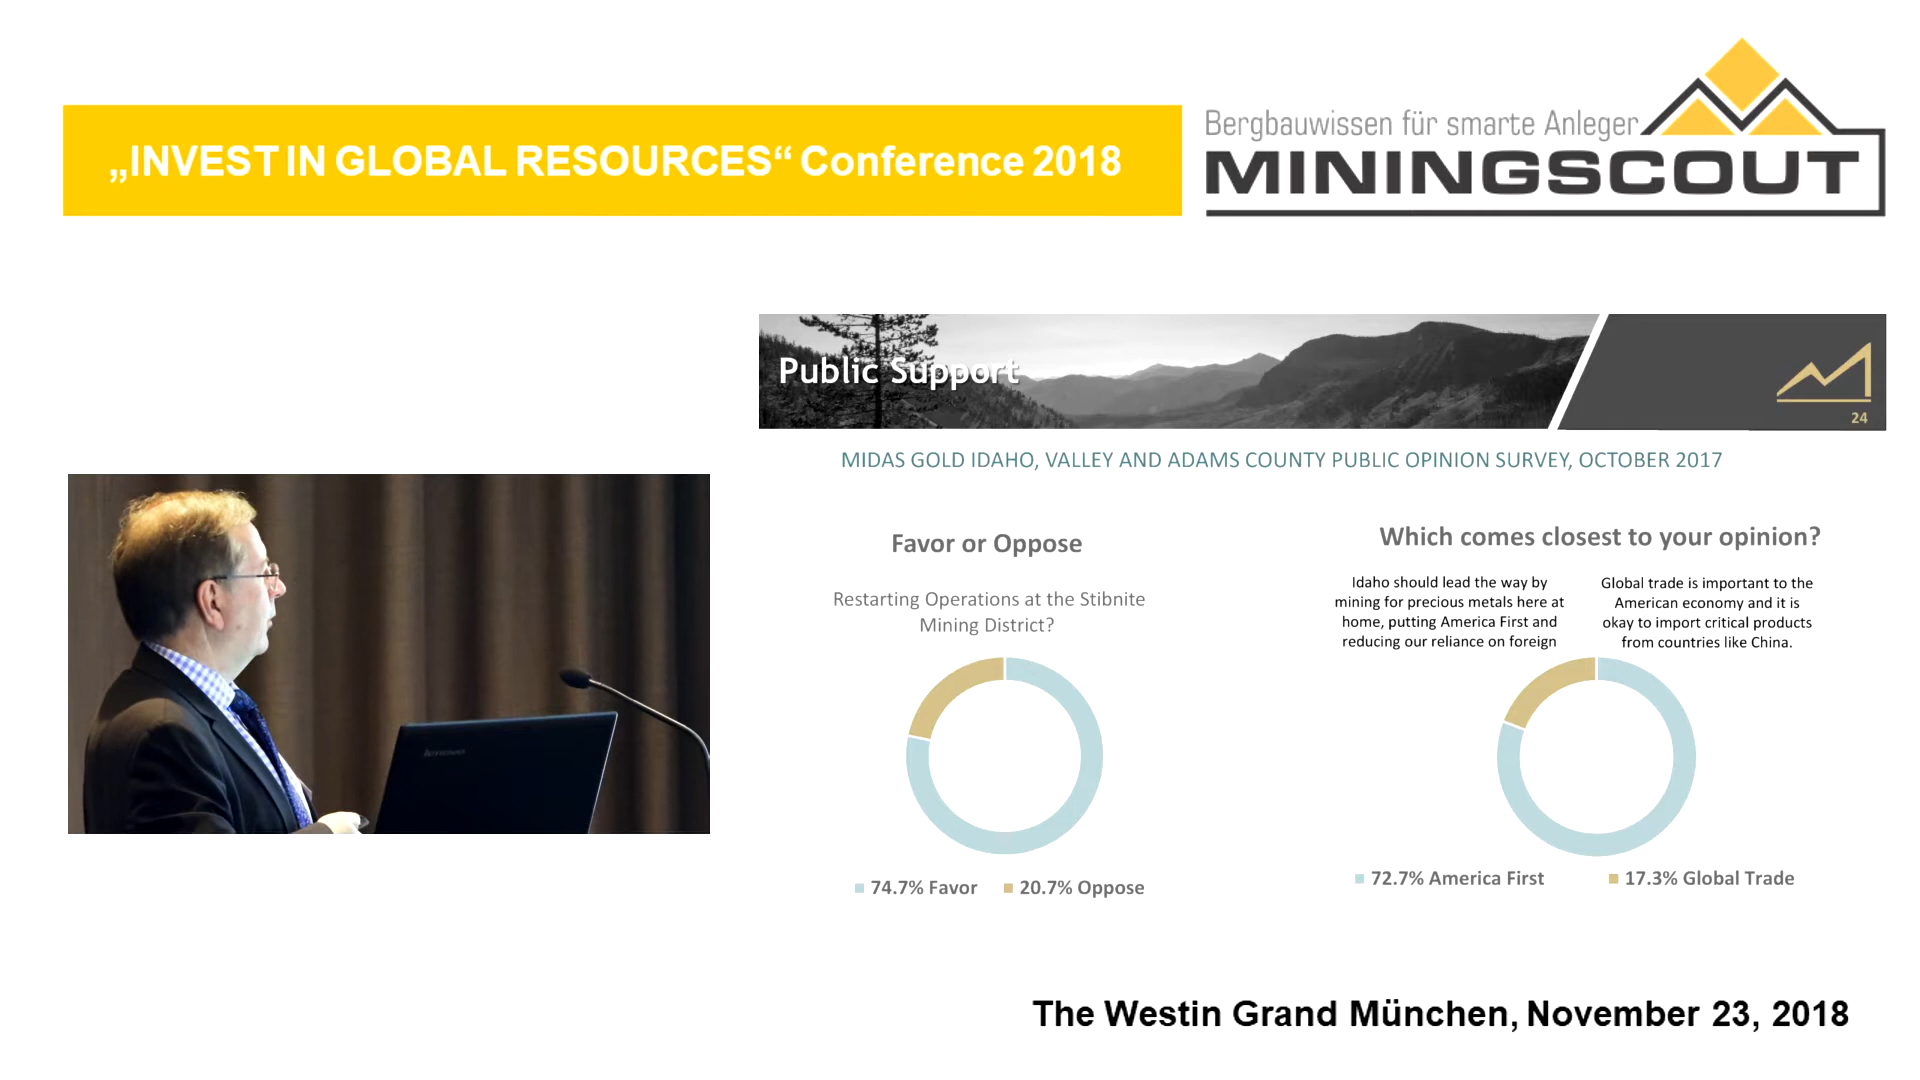 „INVEST IN GLOBAL RESOURCES“ Conference 2018
Bergbauwissen für smarte Anleger
MININGSCOUT
Public Support
24
MIDAS GOLD IDAHO, VALLEY AND ADAMS COUNTY PUBLIC OPINION SURVEY, OCTOBER 2017
Favor or Oppose
Restarting Operations at the Stibnite
Mining District?
74.7% Favor
20.7% Oppose
Which comes closest to your opinion?
Idaho should lead the way by
mining for precious metals here at
home, putting America First and
reducing our reliance on foreign
Global trade is important to the
American economy and it is
okay to import critical products
from countries like China.
72.7% America First
17.3% Global Trade
lenovo
The Westin Grand München, November 23, 2018